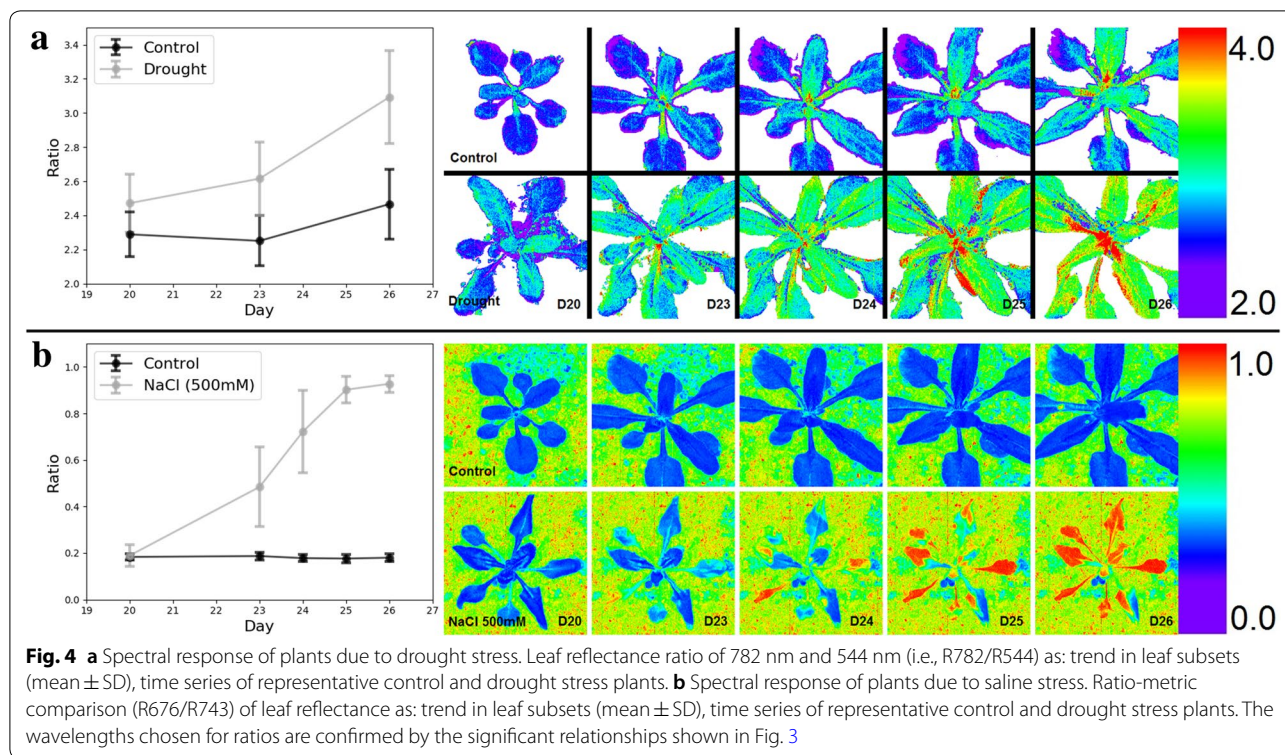 a
3.4
3.2
3.0
2.8
2.6
2.4
2.2
2.0
Ratio
Control
Drought
19 20 21 22 23 24 25 26 27
Day
Control
Drought
D20
D23
D24
D25
D26
4.0
2.0
b
1.0
0.8
0.6
0.4
0.2
0.0
Ratio
Control
NaCl (500mM)
19 20 21 22 23 24 25 26 27
Day
Control
NaCl 500mM
D20
D23
D24
D25
D26
1.0
0.0
Fig. 4 a Spectral response of plants due to drought stress. Leaf reflectance ratio of 782 nm and 544 nm (i.e., R782/R544) as: trend in leaf subsets
(mean ± SD), time series of representative control and drought stress plants. b Spectral response of plants due to saline stress. Ratio-metric
comparison (R676/R743) of leaf reflectance as: trend in leaf subsets (mean ± SD), time series of representative control and drought stress plants. The
wavelengths chosen for ratios are confirmed by the significant relationships shown in Fig. 3